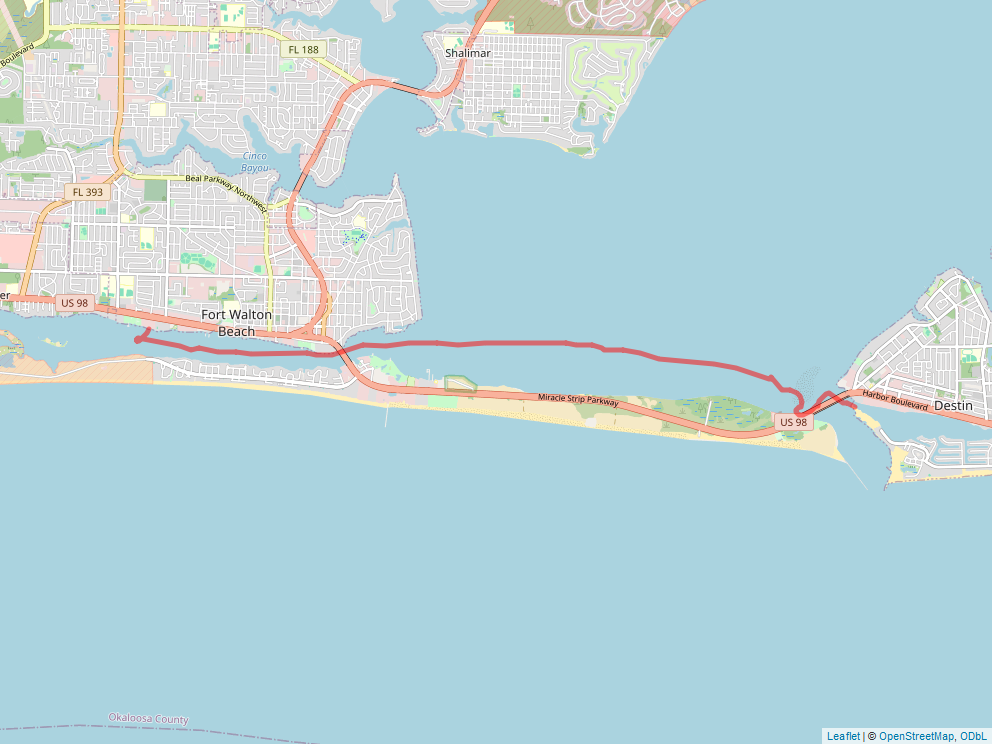 FL 188
Shalimar
Boulevard
Cinco
Bayou
Beal Parkway Northwest
FL 393
er
US 98
Fort Walton
Beach
Miracle Strip Parkway
US 98
Harbor Boulevard
Destin
Okaloosa County
Leaflet | © OpenStreetMap, ODbL